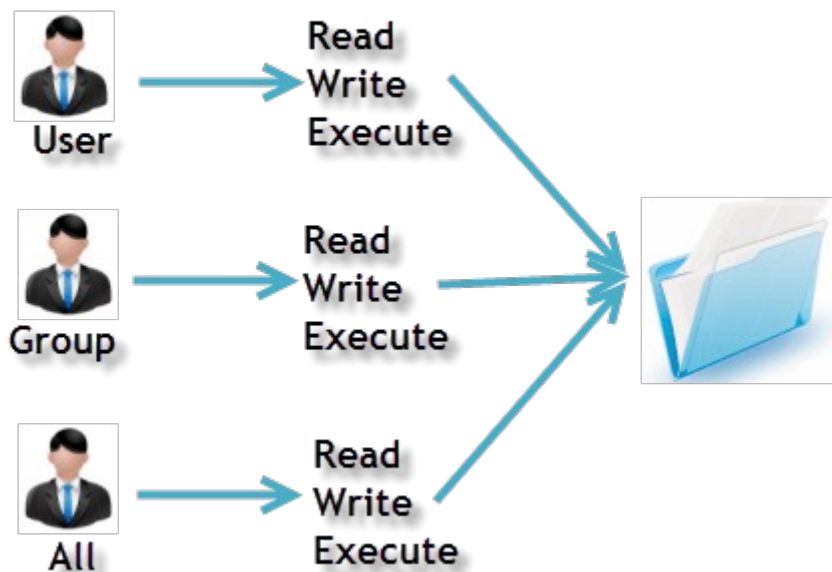 User
Read
Write
Execute
Group
Read
Write
Execute
All
Read
Write
Execute